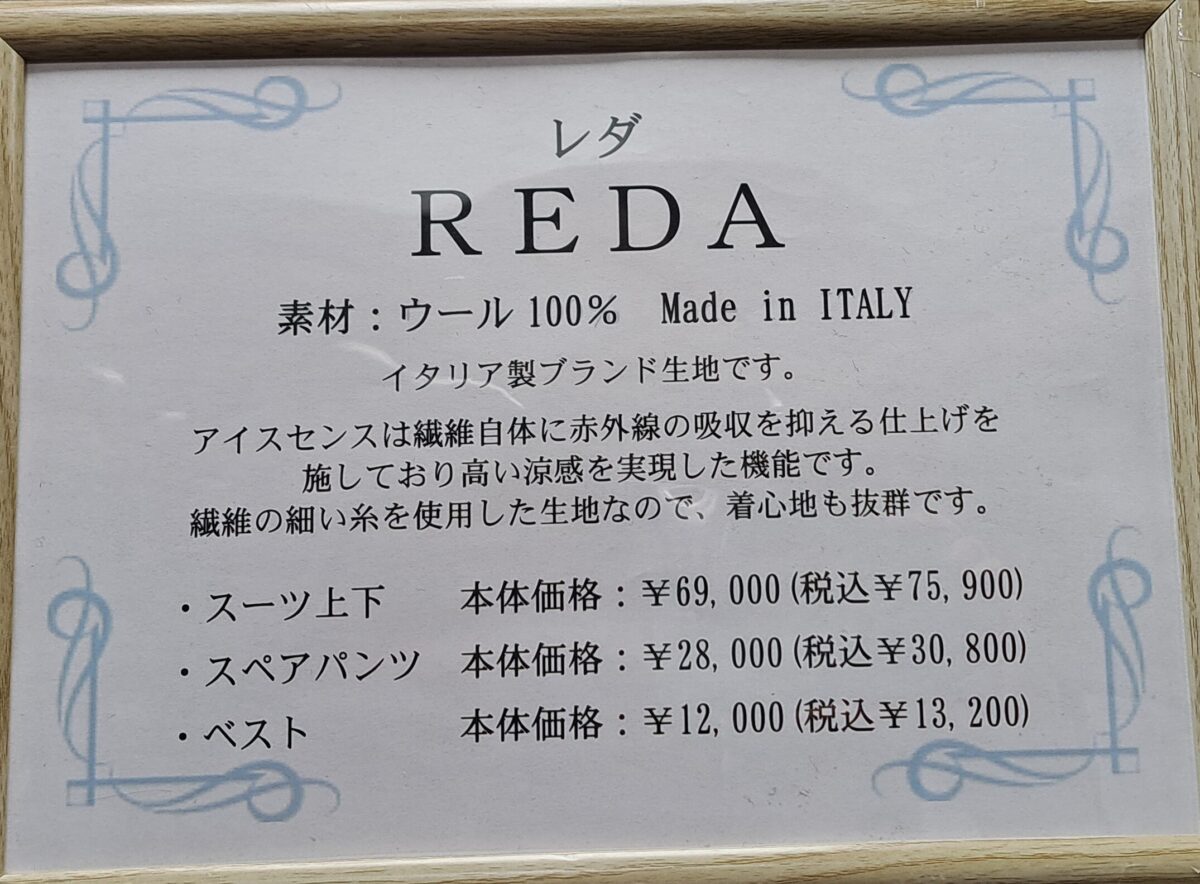 レダ
REDA
素材：ウール100％　Made in ITALY
イタリア製ブランド生地です。
アイスセンスは繊維自体に赤外線の吸収を抑える仕上げを
施しており高い涼感を実現した機能です。
繊維の細い糸を使用した生地なので、着心地も抜群です。
・スーツ上下　本体価格：￥69,000(税込￥75,900)
・スペアパンツ　本体価格：￥28,000(税込￥30,800)
・ベスト　本体価格：￥12,000(税込￥13,200)